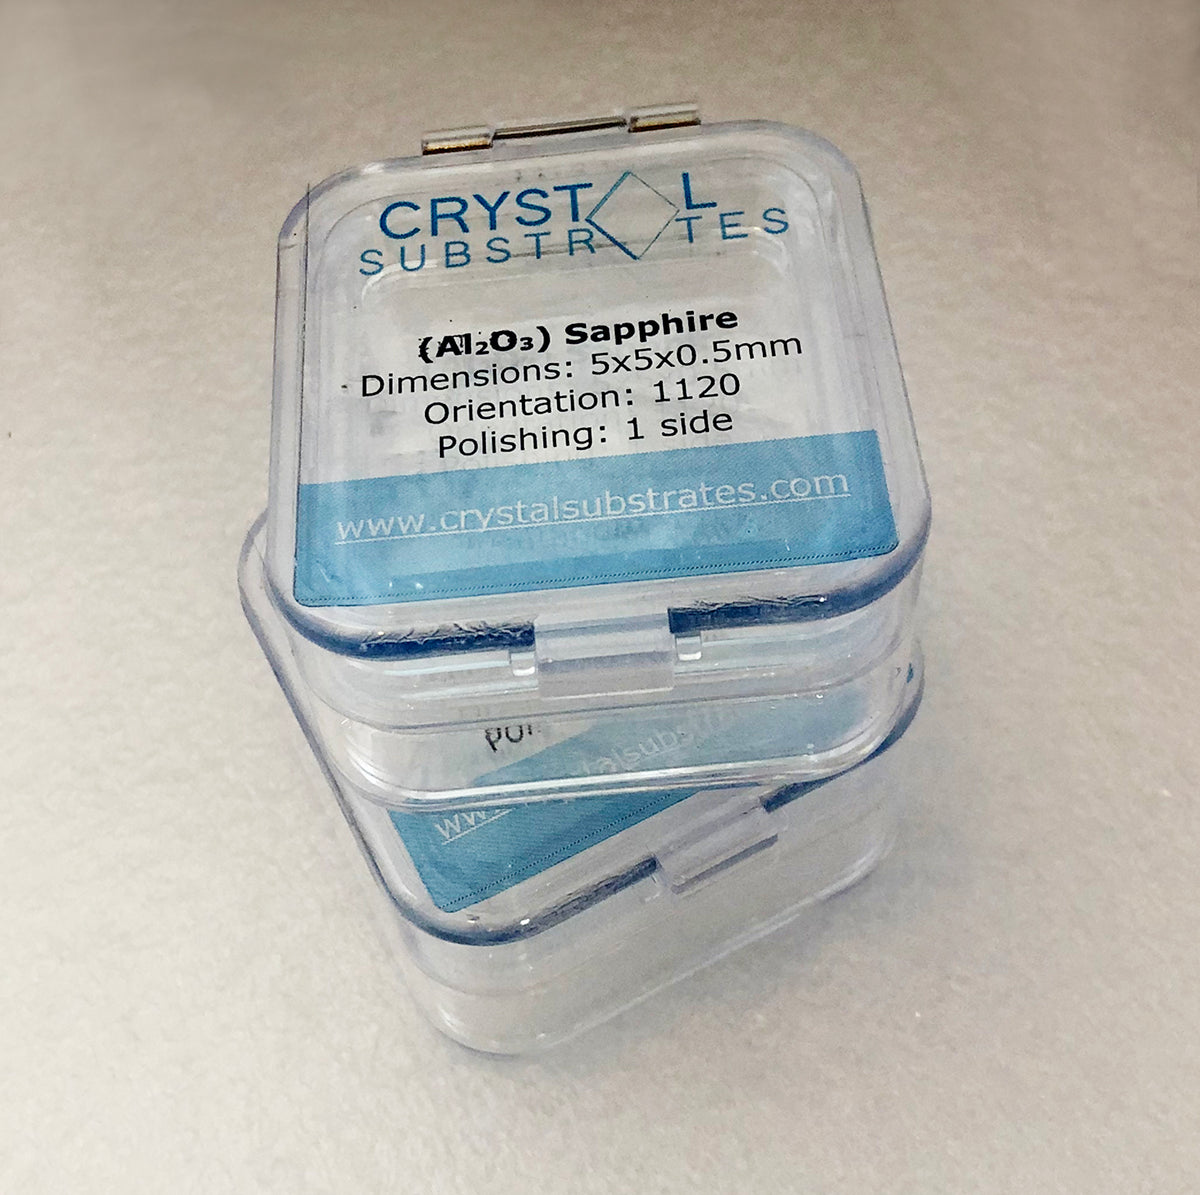 CRYSTAL
SUBSTRATES
(Al₂O₃) Sapphire
Dimensions: 5x5x0.5mm
Orientation: 1120
Polishing: 1 side
www.crystalsubstrates.com